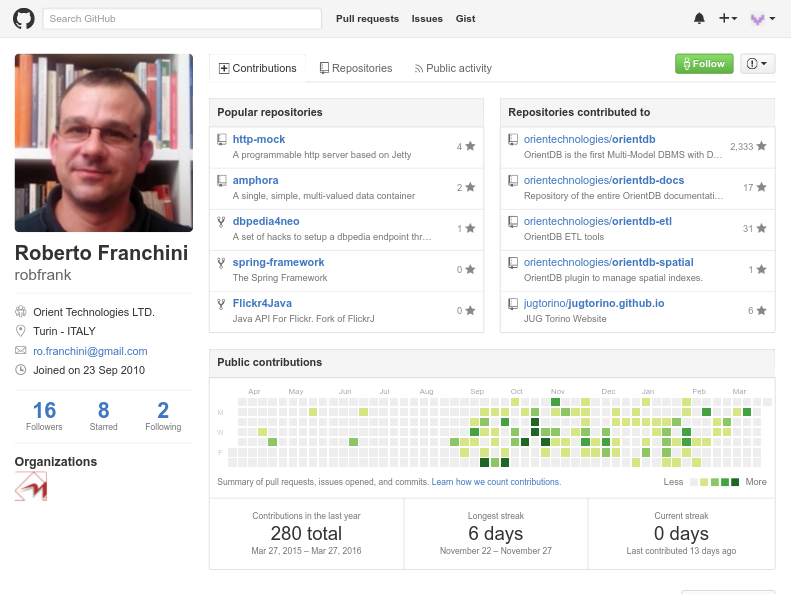 Search GitHub
Pull requests Issues Gist
Contributions Repositories Public activity
Follow
Roberto Franchini
robfrank
Orient Technologies LTD.
Turin - ITALY
ro.franchini@gmail.com
Joined on 23 Sep 2010
16 8 2
Followers Starred Following
Organizations
Popular repositories
http-mock
A programmable http server based on Jetty
4
amphora
A single, simple, multi-valued data container
2
dbpedia4neo
A set of hacks to setup a dbpedia endpoint thr…
1
spring-framework
The Spring Framework
0
Flickr4Java
Java API For Flickr. Fork of FlickrJ
0
Repositories contributed to
orientechnologies/orientdb
OrientDB is the first Multi-Model DBMS with D…
2,333
orientechnologies/orientdb-docs
Repository of the entire OrientDB documentati…
17
orientechnologies/orientdb-etl
OrientDB ETL tools
31
orientechnologies/orientdb-spatial
OrientDB plugin to manage spatial indexes.
1
jugtorino/jugtorino.github.io
JUG Torino Website
6
Public contributions
Apr May Jun Jul Aug Sep Oct Nov Dec Jan Feb Mar
M
W
F
Summary of pull requests, issues opened, and commits. Learn how we count contributions.
Less More
Contributions in the last year
280 total
Mar 27, 2015 – Mar 27, 2016
Longest streak
6 days
November 22 – November 27
Current streak
0 days
Last contributed 13 days ago